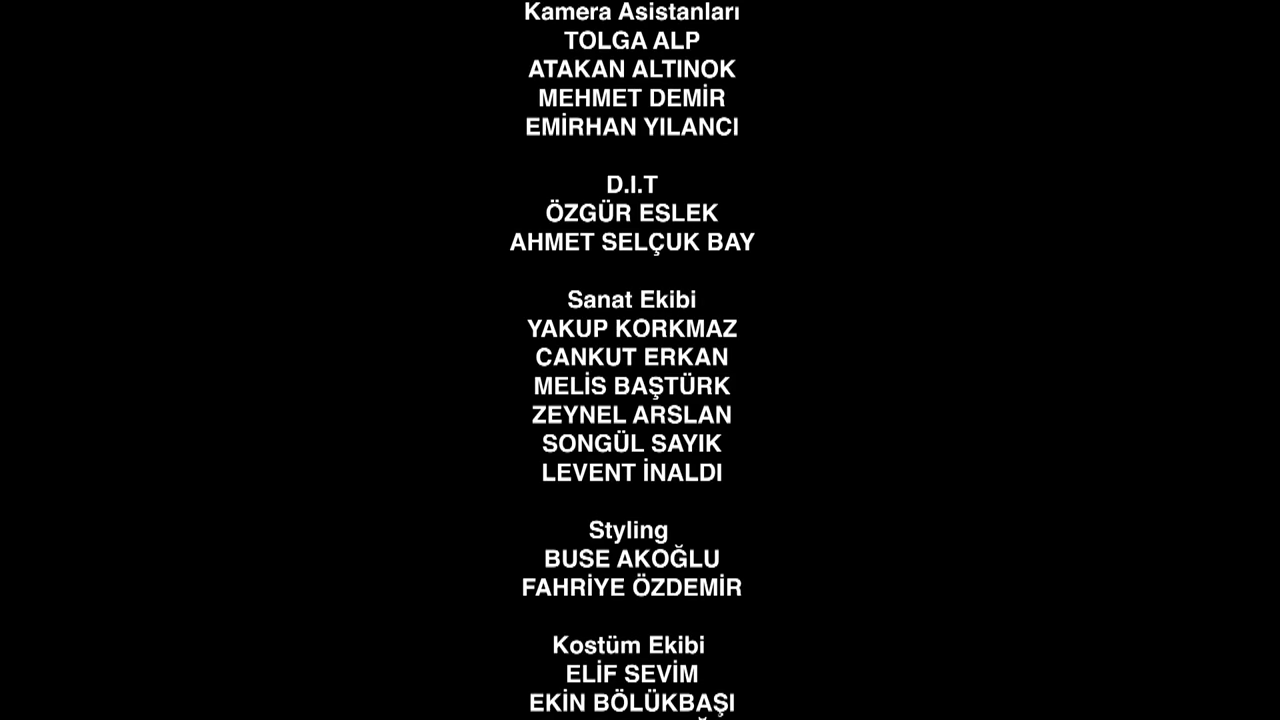 Kamera Asistanları
TOLGA ALP
ATAKAN ALTINOK
MEHMET DEMİR
EMİRHAN YILANCI
D.I.T
ÖZGÜR ESLEK
AHMET SELÇUK BAY
Sanat Ekibi
YAKUP KORKMAZ
CANKUT ERKAN
MELİS BAŞTÜRK
ZEYNEL ARSLAN
SONGÜL SAYIK
LEVENT İNALDI
Styling
BUSE AKOĞLU
FAHRİYE ÖZDEMİR
Kostüm Ekibi
ELİF SEVİM
EKİN BÖLÜKBAŞI